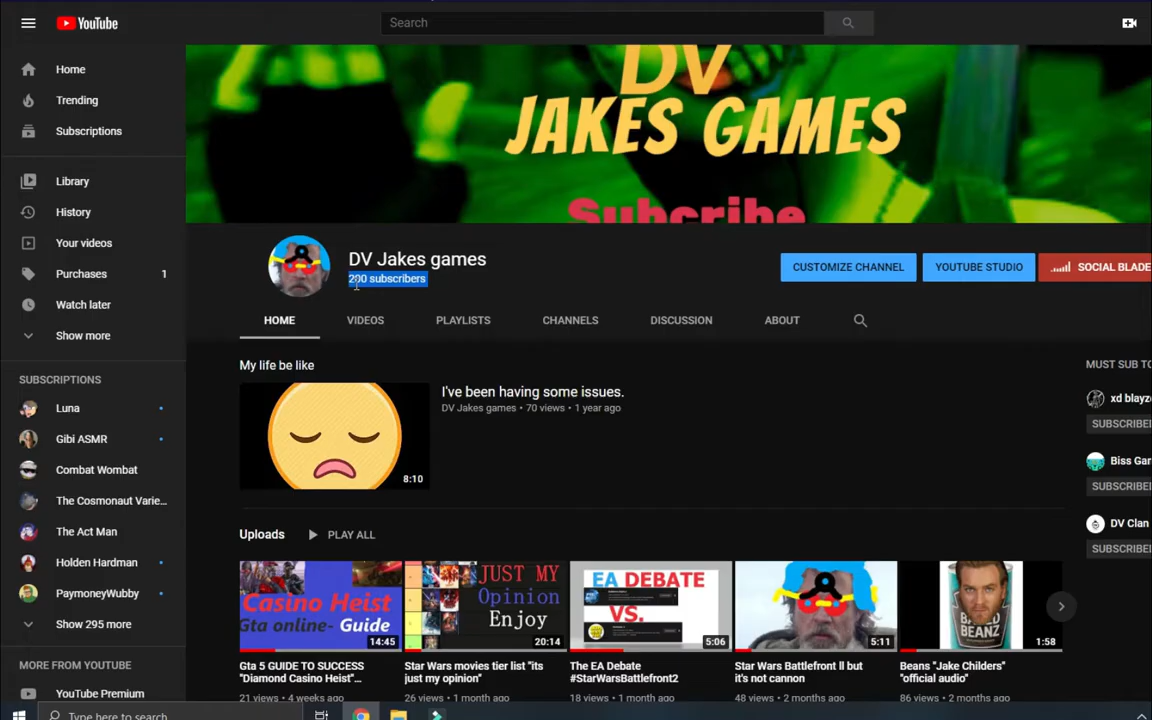 YouTube
Search
Home
Trending
Subscriptions
Library
History
Your videos
Purchases 1
Watch later
Show more
SUBSCRIPTIONS
Luna
Gibi ASMR
Combat Wombat
The Cosmonaut Varie...
The Act Man
Holden Hardman
PaymoneyWubby
Show 295 more
MORE FROM YOUTUBE
YouTube Premium
DV
JAKES GAMES
Subcribe
DV Jakes games
200 subscribers
CUSTOMIZE CHANNEL
YOUTUBE STUDIO
SOCIAL BLADE
HOME VIDEOS PLAYLISTS CHANNELS DISCUSSION ABOUT
My life be like
8:10
I've been having some issues.
DV Jakes games • 70 views • 1 year ago
MUST SUB TO
xd blayz
SUBSCRIBE
Biss Gar
SUBSCRIBE
DV Clan
SUBSCRIBE
Uploads PLAY ALL
Casino Heist
Gta online- Guide
14:45
Gta 5 GUIDE TO SUCCESS
"Diamond Casino Heist"...
21 views • 4 weeks ago
JUST MY
Opinion
Enjoy
20:14
Star Wars movies tier list "its
just my opinion"
26 views • 1 month ago
EA DEBATE
VS.
5:06
The EA Debate
#StarWarsBattlefront2
18 views • 1 month ago
5:11
Star Wars Battlefront II but
it's not cannon
48 views • 2 months ago
BAKED
BEANZ
1:58
Beans "Jake Childers"
"official audio"
86 views • 2 months ago
Type here to search